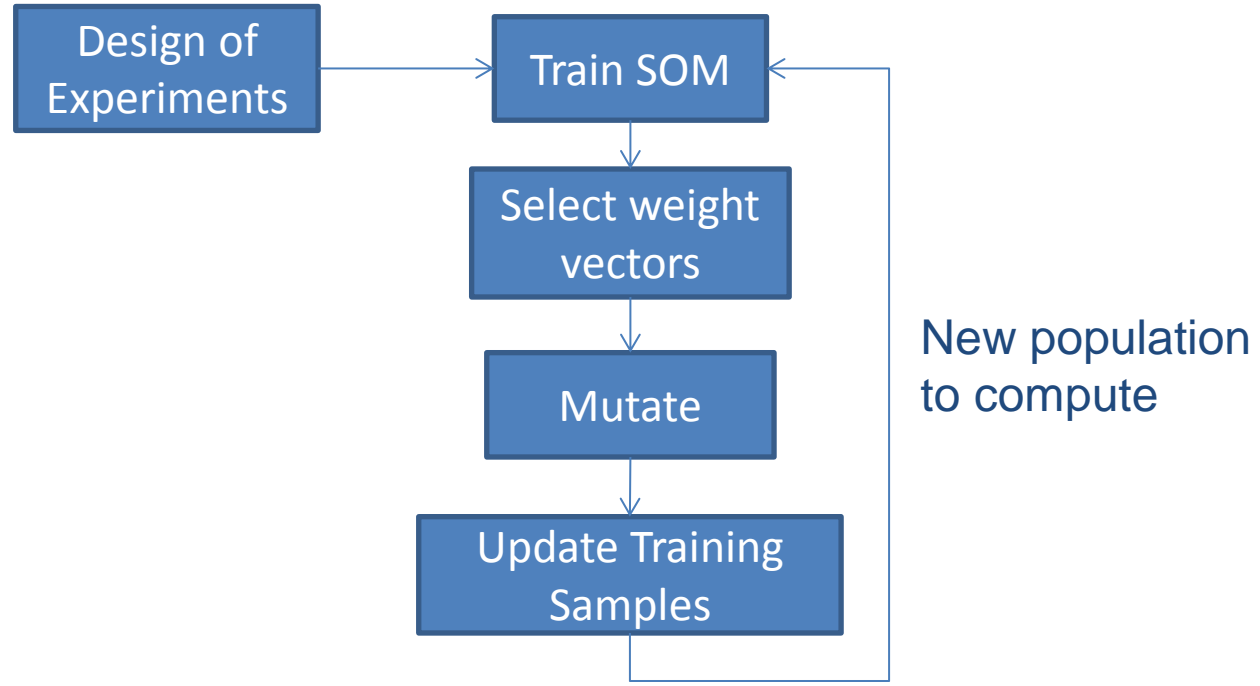 Design of
Experiments
Train SOM
Select weight
vectors
Mutate
Update Training
Samples
New population
to compute